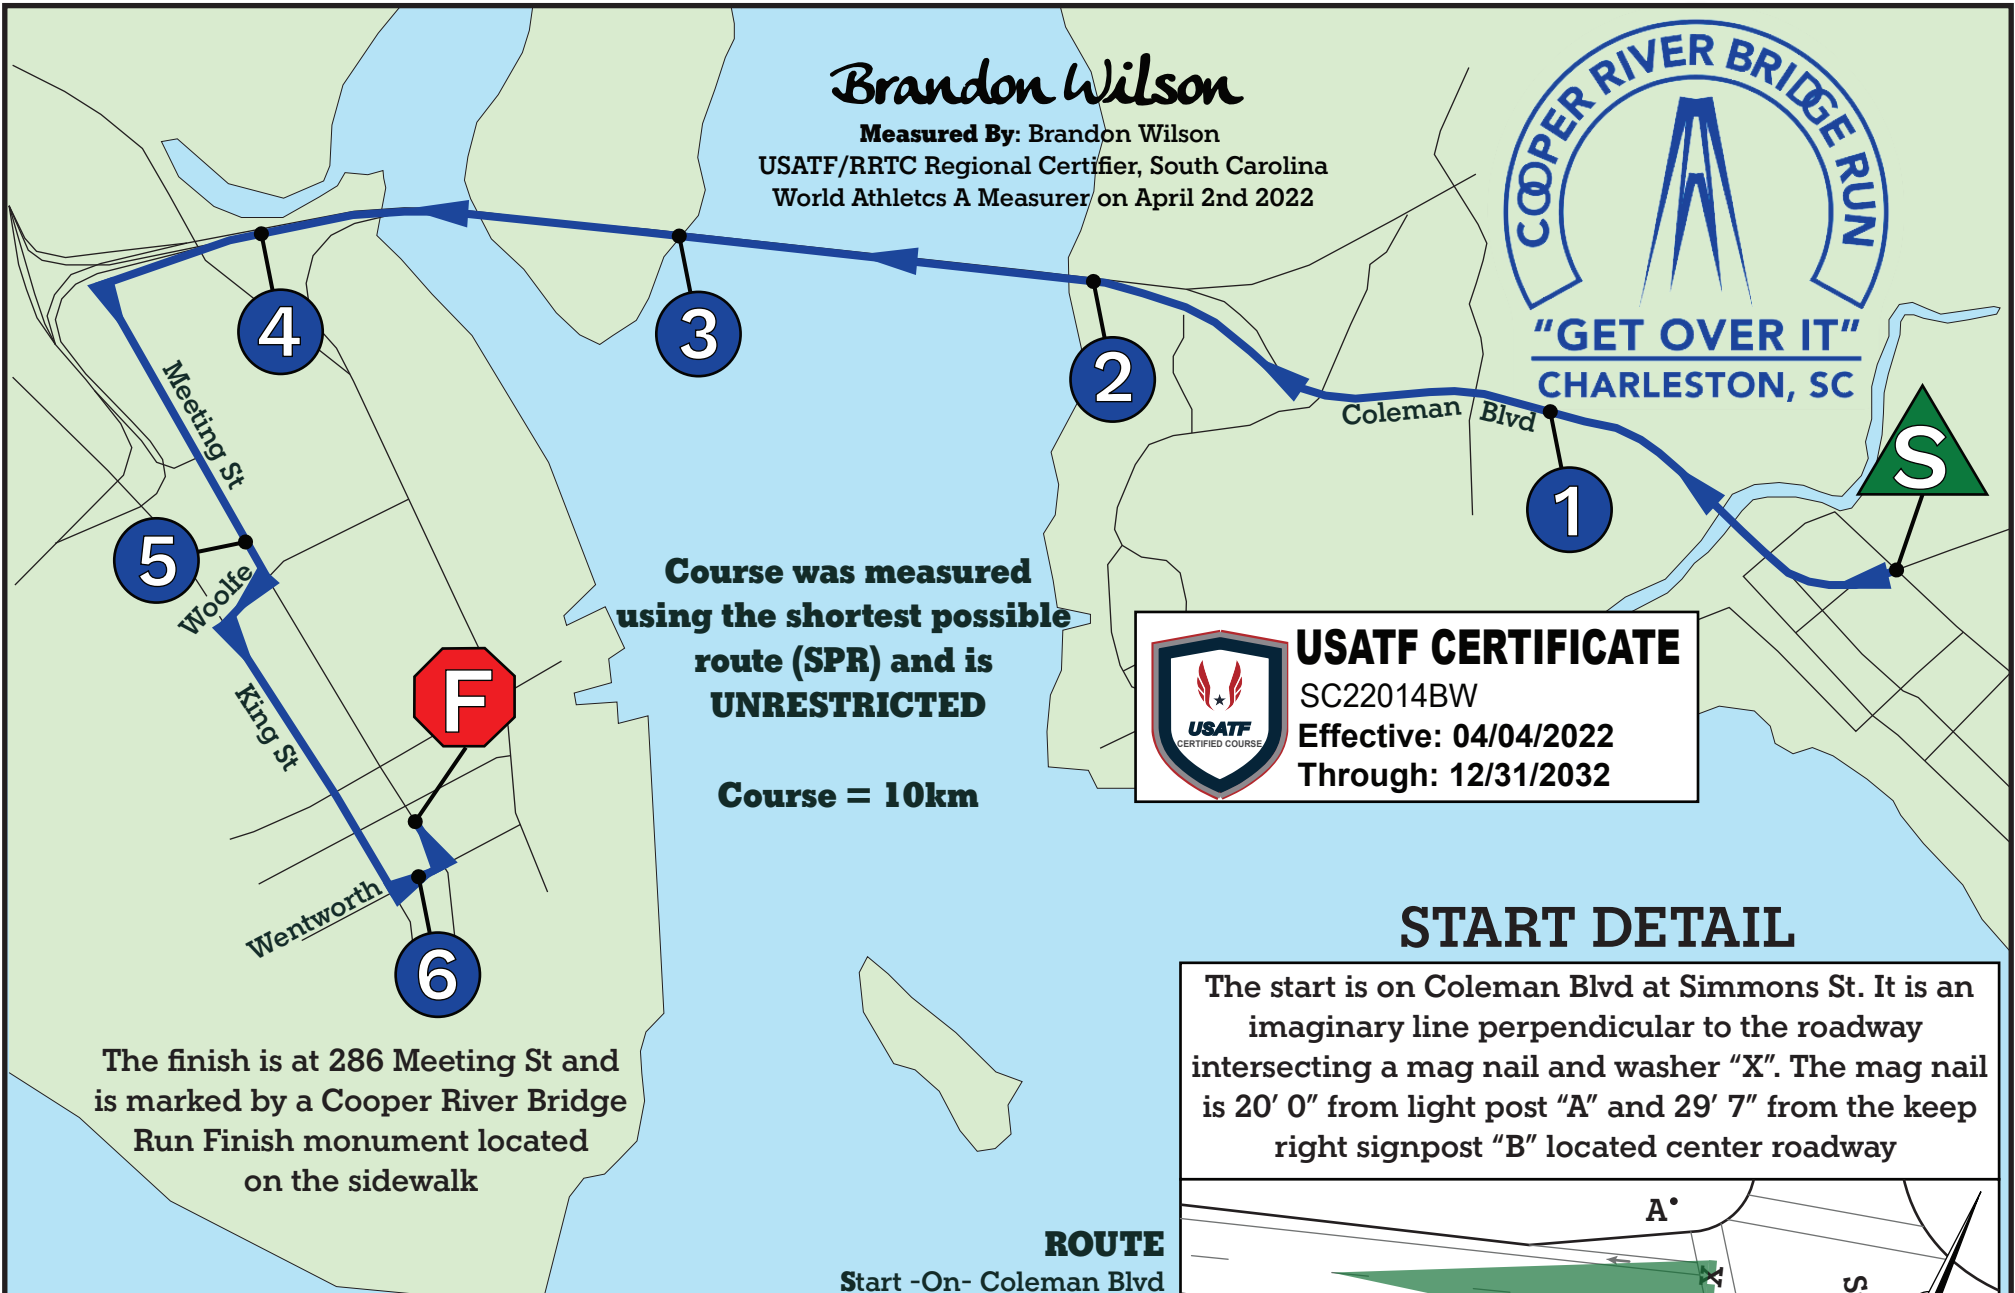 Brandon Wilson
Measured By: Brandon Wilson
USATF/RRTC Regional Certifier, South Carolina
World Athletcs A Measurer on April 2nd 2022
COOPER RIVER BRIDGE RUN
“GET OVER IT”
CHARLESTON, SC
4
3
2
1
S
Meeting St
Coleman Blvd
5
Woolfe
King St
F
Wentworth
6
Course was measured
using the shortest possible
route (SPR) and is
UNRESTRICTED
Course = 10km
USATF
CERTIFIED COURSE
USATF CERTIFICATE
SC22014BW
Effective: 04/04/2022
Through: 12/31/2032
START DETAIL
The start is on Coleman Blvd at Simmons St. It is an
imaginary line perpendicular to the roadway
intersecting a mag nail and washer “X”. The mag nail
is 20’ 0” from light post “A” and 29’ 7” from the keep
right signpost “B” located center roadway
The finish is at 286 Meeting St and
is marked by a Cooper River Bridge
Run Finish monument located
on the sidewalk
A
X
S
ROUTE
Start -On- Coleman Blvd